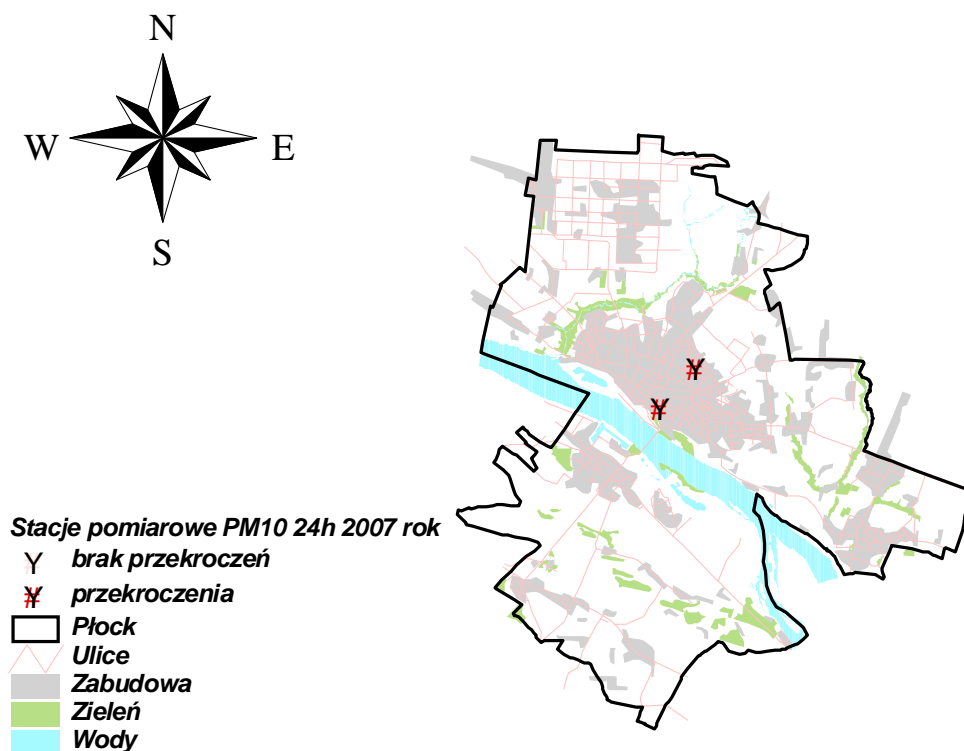 N
W E
S
Stacje pomiarowe PM10 24h 2007 rok
brak przekroczeń
przekroczenia
Płock
Ulice
Zabudowa
Zieleń
Wody